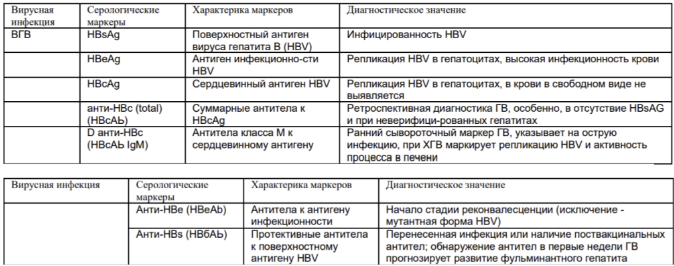 Вирусная инфекция | Серологические маркеры | Характерика маркеров | Диагностическое значение
ВГВ | HBsAg | Поверхностный антиген вируса гепатита В (HBV) | Инфицированность HBV
HBeAg | Антиген инфекционно-сти HBV | Репликация HBV в гепатоцитах, высокая инфекционность крови
HBcAg | Сердцевинный антиген HBV | Репликация HBV в гепатоцитах, в крови в свободном виде не выявляется
анти-HBc (total) (HBcAЬ) | Суммарные антитела к HBcAg | Ретроспективная диагностика ГВ, особенно, в отсутствие HBsAG и при неверифици-рованных гепатитах
D анти-HBc (HBcAЬ IgM) | Антитела класса М к сердцевинному антигену | Ранний сывороточный маркер ГВ, указывает на острую инфекцию, при ХГВ маркирует репликацию HBV и активность процесса в печени
Вирусная инфекция | Серологические маркеры | Характерика маркеров | Диагностическое значение
Анти-HBe (HBeAb) | Антитела к антигену инфекционности | Начало стадии реконвалесценции (исключение - мутантная форма HBV)
Анти-HBs (HBбAЬ) | Протективные антитела к поверхностному антигену HBV | Перенесенная инфекция или наличие поствакцинальных антител; обнаружение антител в первые недели ГВ прогнозирует развитие фульминантного гепатита